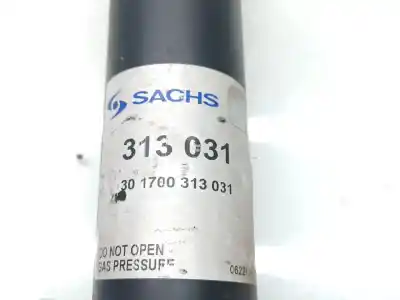 SACHS
313 031
30 1700 313 031
DO NOT OPEN
GAS PRESSURE